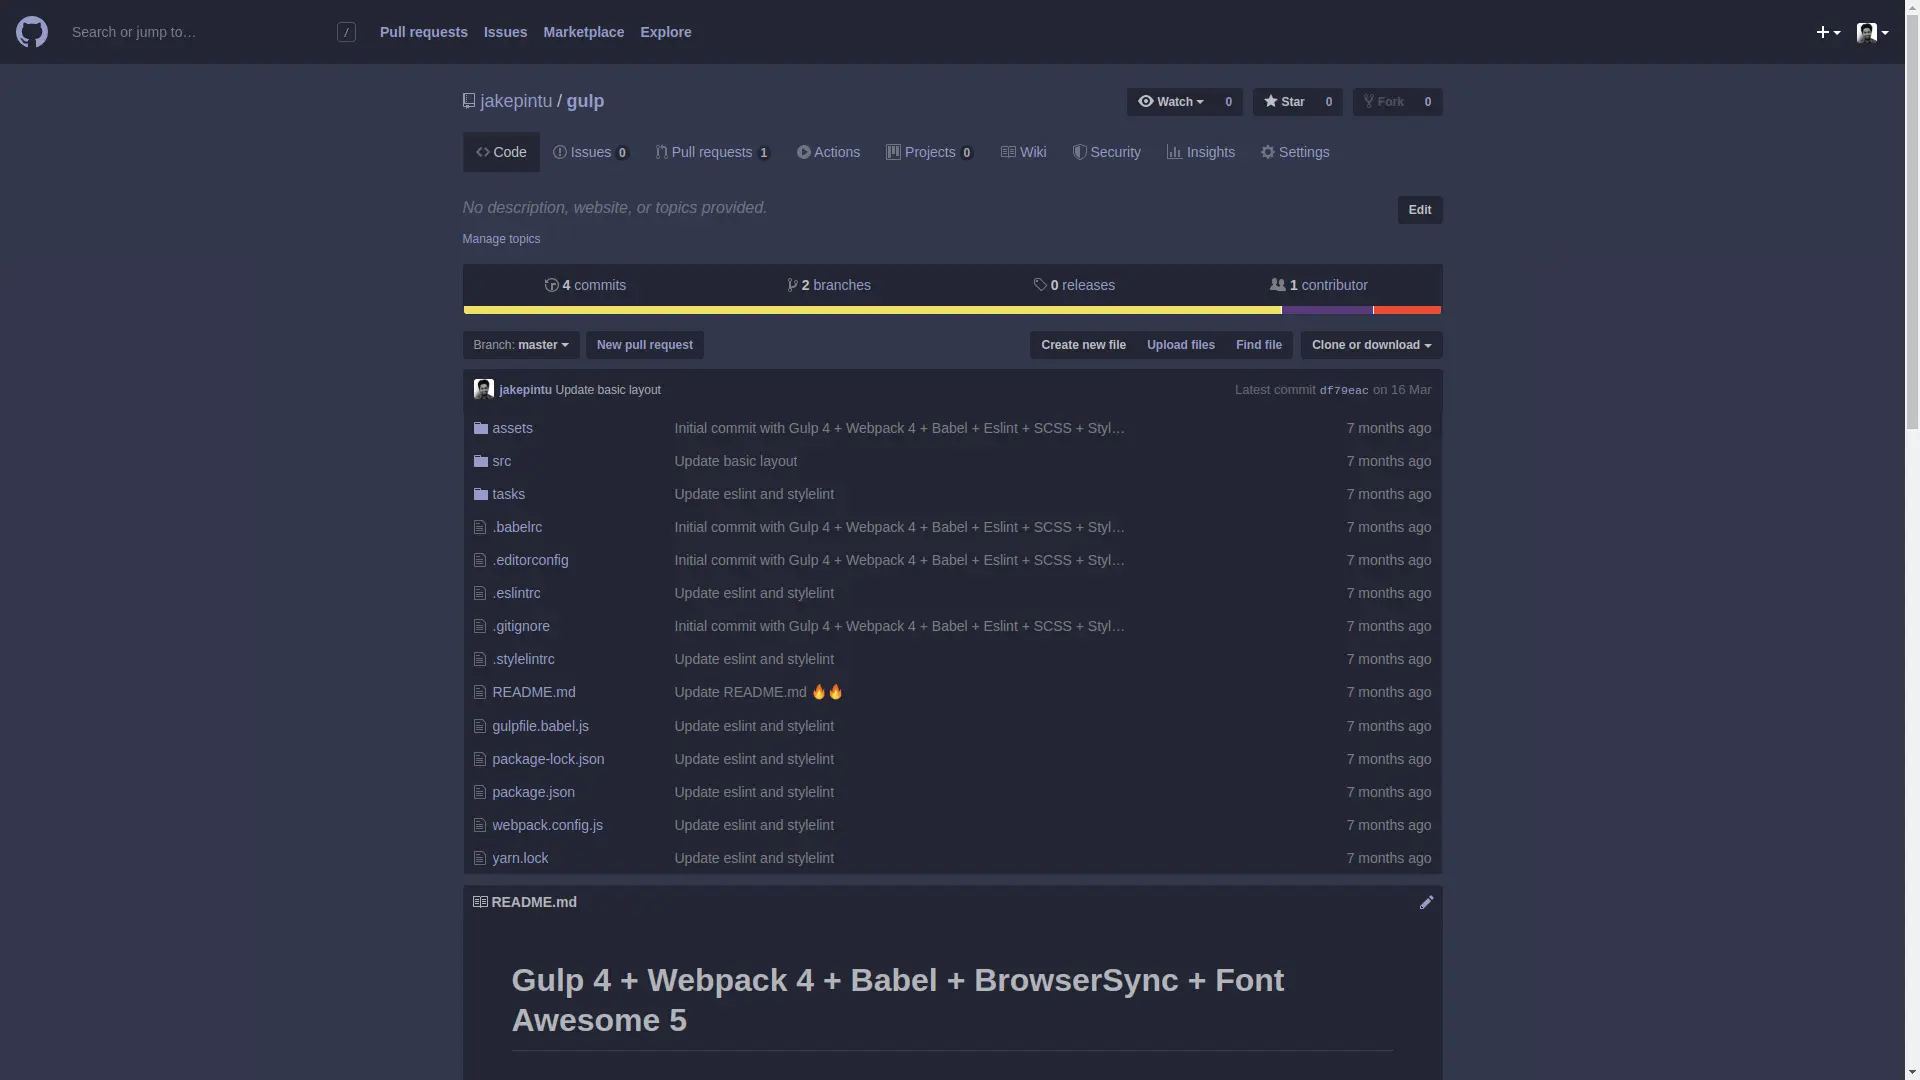 Search or jump to… / Pull requests Issues Marketplace Explore
jakepintu / gulp Watch 0 Star 0 Fork 0
Code Issues 0 Pull requests 1 Actions Projects 0 Wiki Security Insights Settings
No description, website, or topics provided. Edit
Manage topics
4 commits 2 branches 0 releases 1 contributor
Branch: master New pull request Create new file Upload files Find file Clone or download
jakepintu Update basic layout Latest commit df79eac on 16 Mar
assets Initial commit with Gulp 4 + Webpack 4 + Babel + Eslint + SCSS + Styl… 7 months ago
src Update basic layout 7 months ago
tasks Update eslint and stylelint 7 months ago
.babelrc Initial commit with Gulp 4 + Webpack 4 + Babel + Eslint + SCSS + Styl… 7 months ago
.editorconfig Initial commit with Gulp 4 + Webpack 4 + Babel + Eslint + SCSS + Styl… 7 months ago
.eslintrc Update eslint and stylelint 7 months ago
.gitignore Initial commit with Gulp 4 + Webpack 4 + Babel + Eslint + SCSS + Styl… 7 months ago
.stylelintrc Update eslint and stylelint 7 months ago
README.md Update README.md 🔥🔥 7 months ago
gulpfile.babel.js Update eslint and stylelint 7 months ago
package-lock.json Update eslint and stylelint 7 months ago
package.json Update eslint and stylelint 7 months ago
webpack.config.js Update eslint and stylelint 7 months ago
yarn.lock Update eslint and stylelint 7 months ago
README.md
Gulp 4 + Webpack 4 + Babel + BrowserSync + Font
Awesome 5